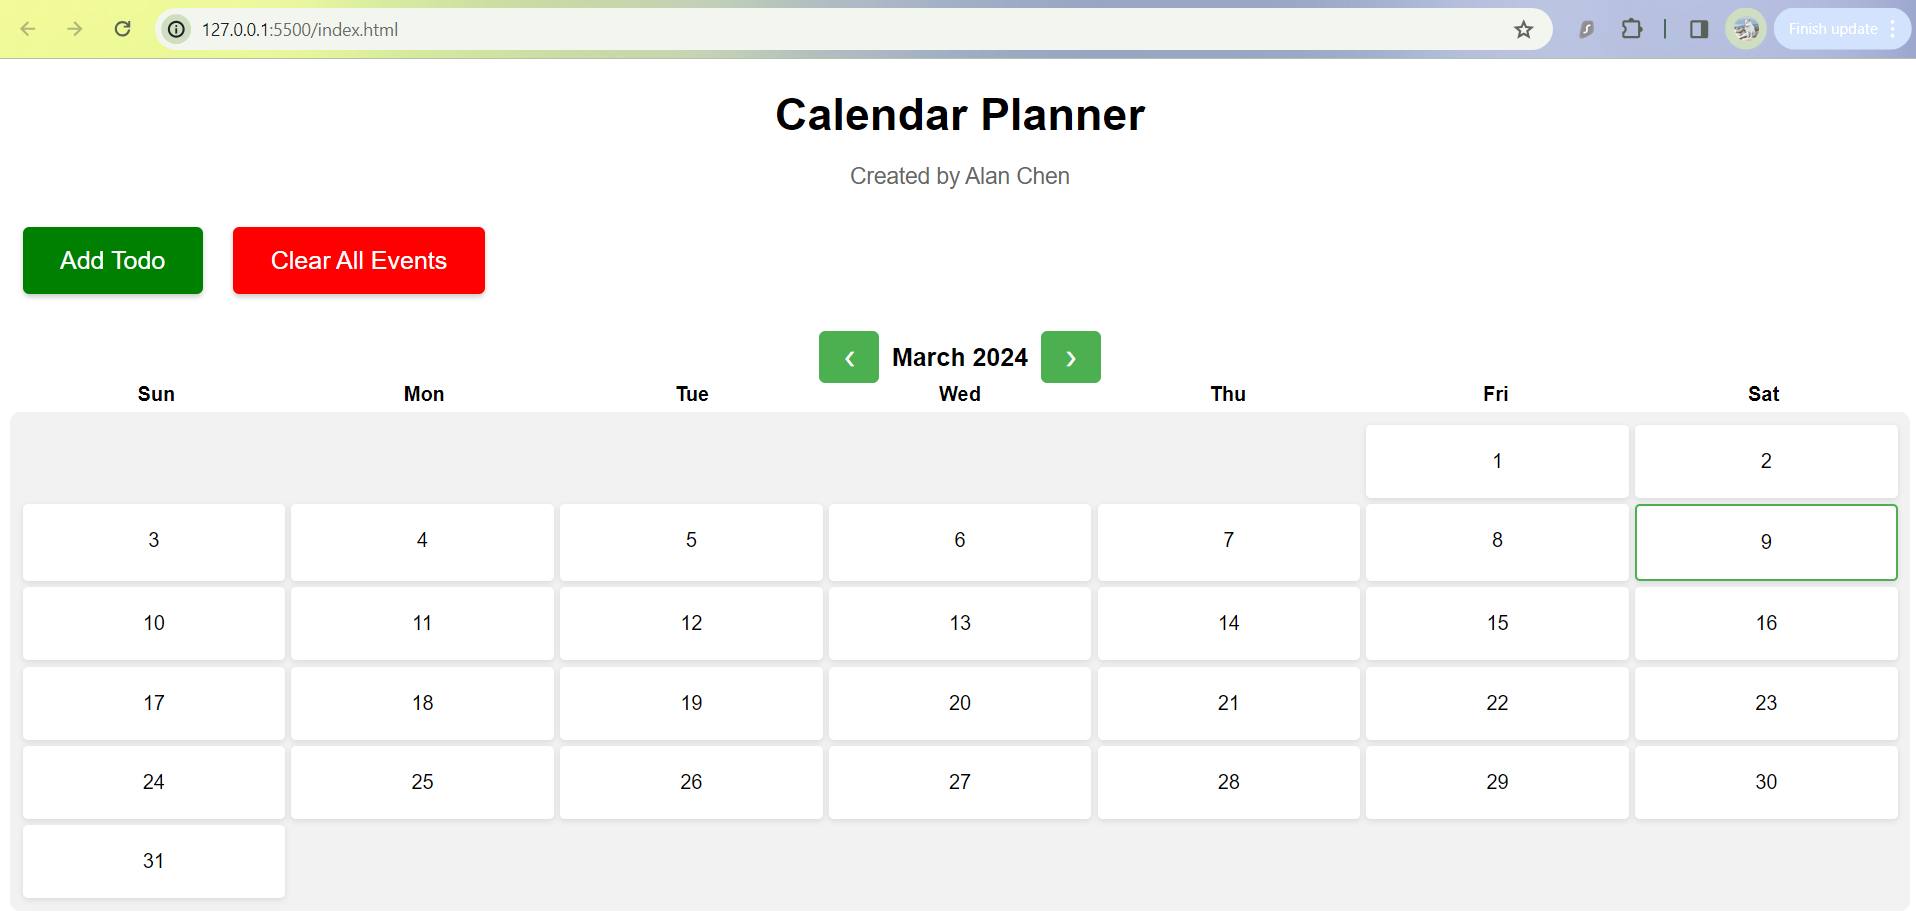 127.0.0.1:5500/index.html
Finish update
Calendar Planner
Created by Alan Chen
Add Todo Clear All Events
‹ March 2024 ›
Sun Mon Tue Wed Thu Fri Sat
1 2
3 4 5 6 7 8 9
10 11 12 13 14 15 16
17 18 19 20 21 22 23
24 25 26 27 28 29 30
31